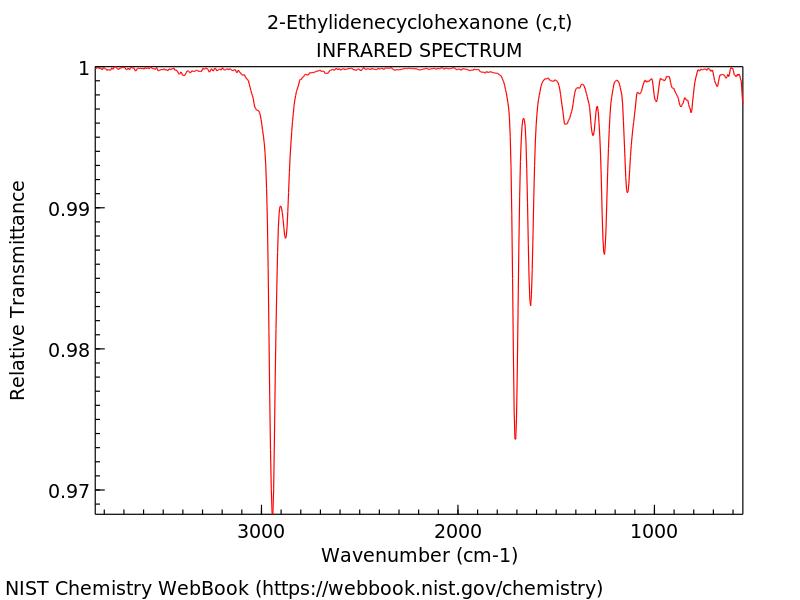 2-Ethylidenecyclohexanone (c,t)
INFRARED SPECTRUM
1
0.99
0.98
0.97
Relative Transmittance
3000 2000 1000
Wavenumber (cm-1)
NIST Chemistry WebBook (https://webbook.nist.gov/chemistry)